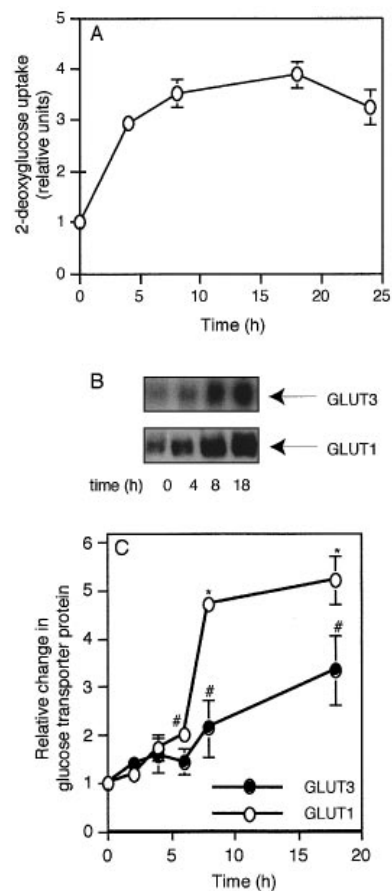 A
2-deoxyglucose uptake
(relative units)
5
4
3
2
1
0
0 5 10 15 20 25
Time (h)
B
GLUT3
GLUT1
time (h) 0 4 8 18
C
Relative change in
glucose transporter protein
6
5
4
3
2
1
0
* *
# # #
GLUT3
GLUT1
0 5 10 15 20
Time (h)